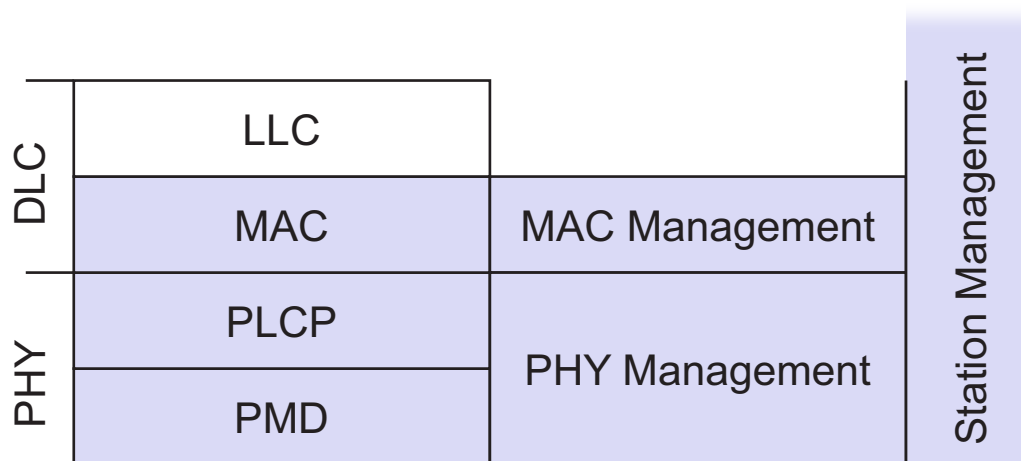 DLC
LLC
MAC
MAC Management
PHY
PLCP
PMD
PHY Management
Station Management